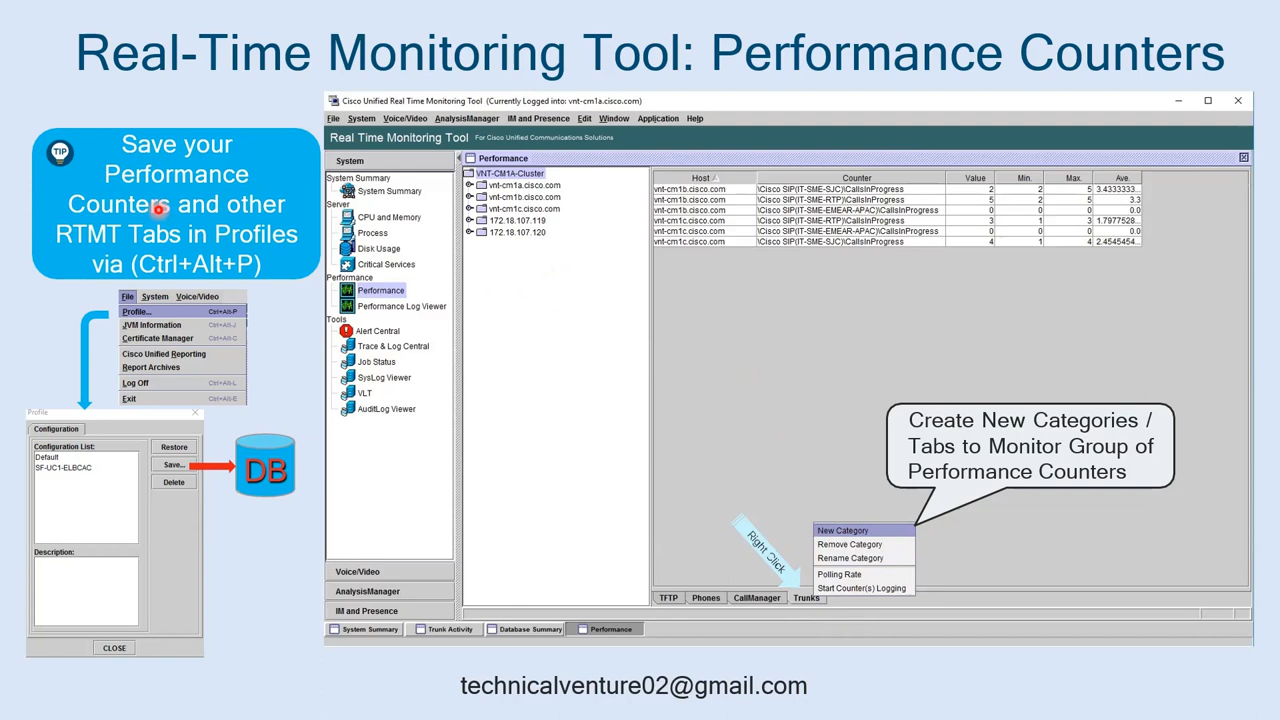 Real-Time Monitoring Tool: Performance Counters
TIP
Save your
Performance
Counters and other
RTMT Tabs in Profiles
via (Ctrl+Alt+P)
File System Voice/Video
Profile... Ctrl+Alt-P
JVM Information Ctrl+Alt-J
Certificate Manager Ctrl+Alt-C
Cisco Unified Reporting
Report Archives
Log Off Ctrl+Alt-L
Exit Ctrl+Alt-E
Profile
Configuration
Configuration List:
Default
SF-UC1-ELBCAC
Restore
Save...
Delete
DB
Description:
CLOSE
Cisco Unified Real Time Monitoring Tool (Currently Logged into: vnt-cm1a.cisco.com)
File System Voice/Video AnalysisManager IM and Presence Edit Window Application Help
Real Time Monitoring Tool For Cisco Unified Communications Solutions
System
System Summary
System Summary
Server
CPU and Memory
Process
Disk Usage
Critical Services
Performance
Performance
Performance Log Viewer
Tools
Alert Central
Trace & Log Central
Job Status
SysLog Viewer
VLT
AuditLog Viewer
Voice/Video
AnalysisManager
IM and Presence
Performance
VNT-CM1A-Cluster
vnt-cm1a.cisco.com
vnt-cm1b.cisco.com
vnt-cm1c.cisco.com
172.18.107.119
172.18.107.120
Host Counter Value Min. Max. Ave.
vnt-cm1b.cisco.com \Cisco SIP(IT-SME-SJC)\CallsInProgress 2 2 5 3.4333333...
vnt-cm1b.cisco.com \Cisco SIP(IT-SME-RTP)\CallsInProgress 5 2 5 3.3
vnt-cm1b.cisco.com \Cisco SIP(IT-SME-EMEAR-APAC)\CallsInProgress 0 0 0 0.0
vnt-cm1c.cisco.com \Cisco SIP(IT-SME-RTP)\CallsInProgress 3 1 3 1.7977528...
vnt-cm1c.cisco.com \Cisco SIP(IT-SME-EMEAR-APAC)\CallsInProgress 0 0 0 0.0
vnt-cm1c.cisco.com \Cisco SIP(IT-SME-SJC)\CallsInProgress 4 1 4 2.4545454...
Create New Categories /
Tabs to Monitor Group of
Performance Counters
Right Click
New Category
Remove Category
Rename Category
Polling Rate
Start Counter(s) Logging
TFTP Phones CallManager Trunks
System Summary Trunk Activity Database Summary Performance
technicalventure02@gmail.com